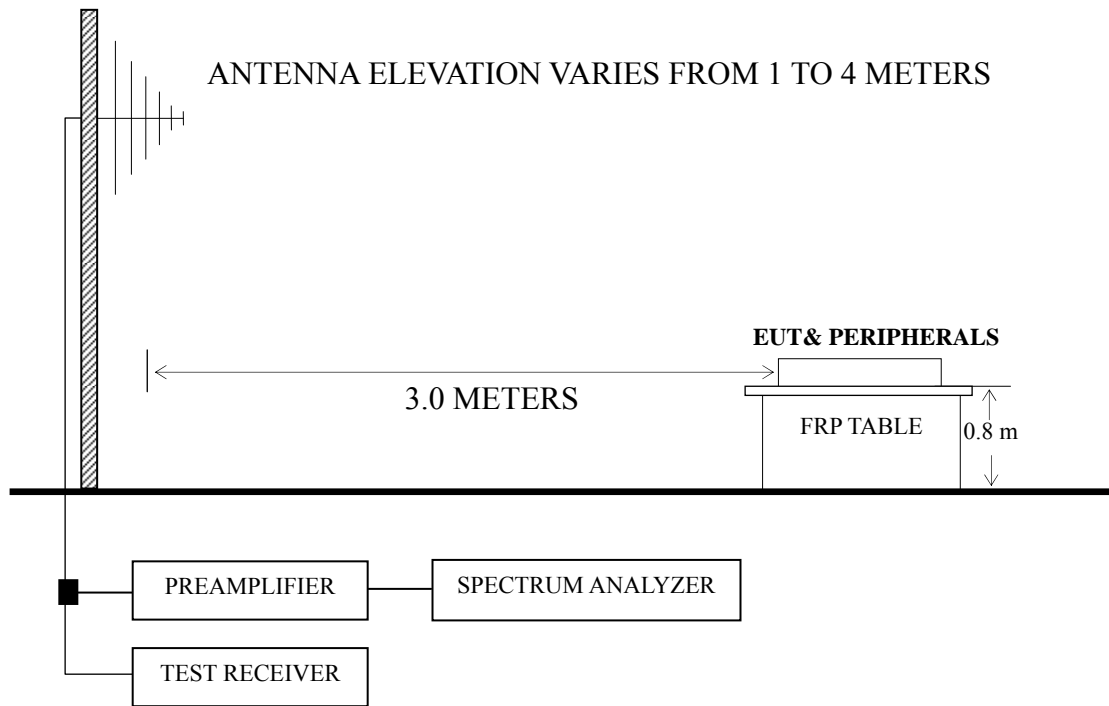 ANTENNA ELEVATION VARIES FROM 1 TO 4 METERS
EUT& PERIPHERALS
3.0 METERS
FRP TABLE
0.8 m
PREAMPLIFIER
SPECTRUM ANALYZER
TEST RECEIVER